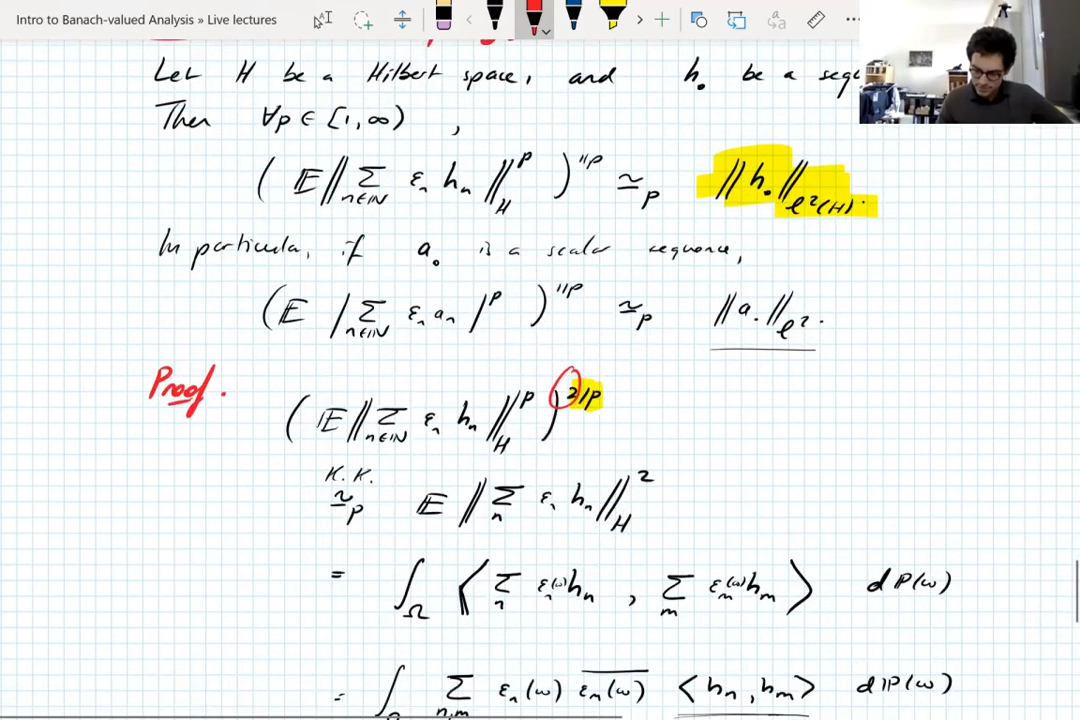 Intro to Banach-valued Analysis » Live lectures
Let H be a Hilbert space, and h• be a sequ
Then ∀p ∈ [1,∞) ,
( E‖ Σ_{n∈ℕ} ε_n h_n ‖_H^p )^{1/p} ≃_p ‖h•‖_{ℓ²(H)}.
In particular, if a• is a scalar sequence,
( E | Σ_{n∈ℕ} ε_n a_n |^p )^{1/p} ≃_p ‖a•‖_{ℓ²}.
Proof.
( E‖ Σ_{n∈ℕ} ε_n h_n ‖_H^p )^{2/p}
K. K.
≃_p E ‖ Σ_n ε_n h_n ‖_H^2
= ∫_Ω ⟨ Σ_n ε_n(ω) h_n , Σ_m ε_m(ω) h_m ⟩ dP(ω)
= ∫ Σ_{n,m} ε_n(ω) \overline{ε_m(ω)} <h_n, h_m> dP(ω)